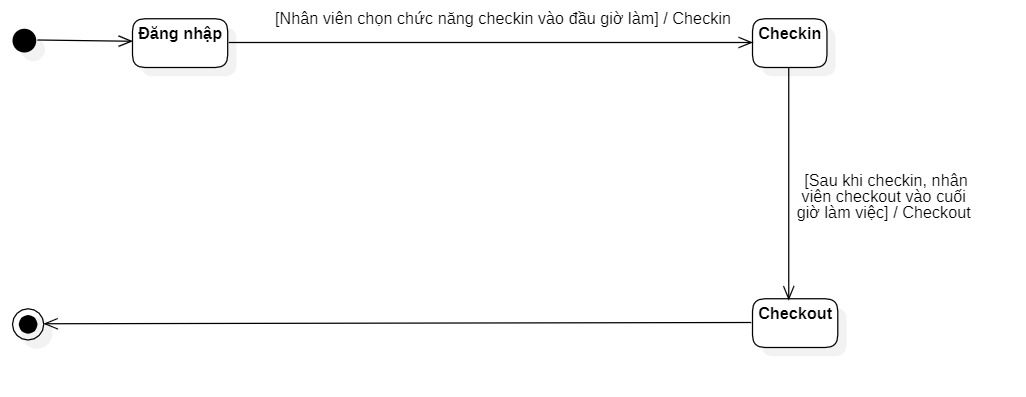 [Nhân viên chọn chức năng checkin vào đầu giờ làm] / Checkin
Đăng nhập
Checkin
[Sau khi checkin, nhân
viên checkout vào cuối
giờ làm việc] / Checkout
Checkout